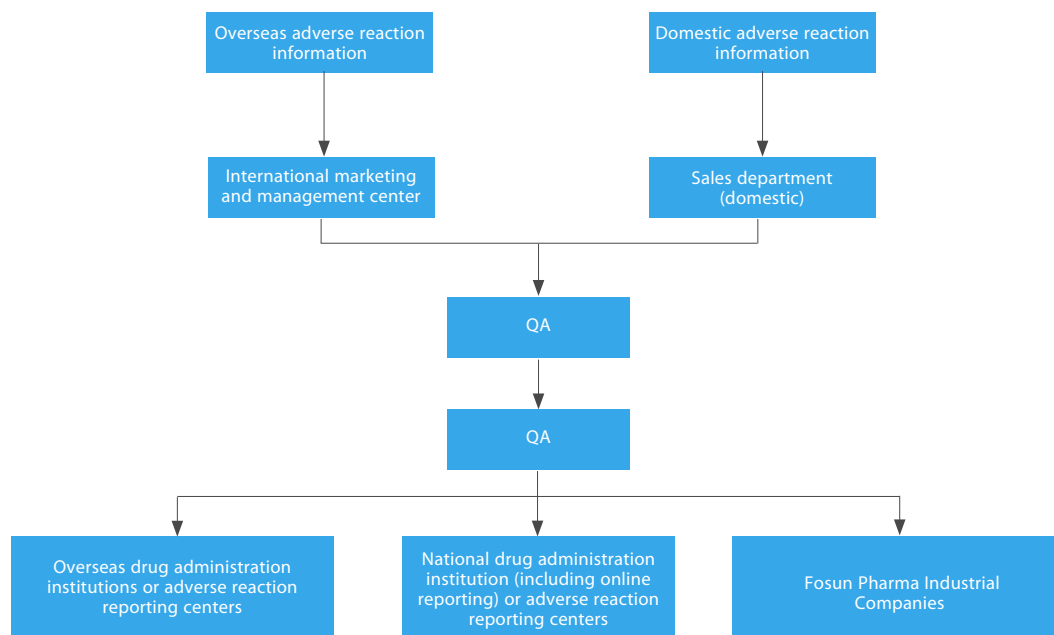 Overseas adverse reaction
information
Domestic adverse reaction
information
International marketing
and management center
Sales department
(domestic)
QA
QA
Overseas drug administration
institutions or adverse reaction
reporting centers
National drug administration
institution (including online
reporting) or adverse reaction
reporting centers
Fosun Pharma Industrial
Companies